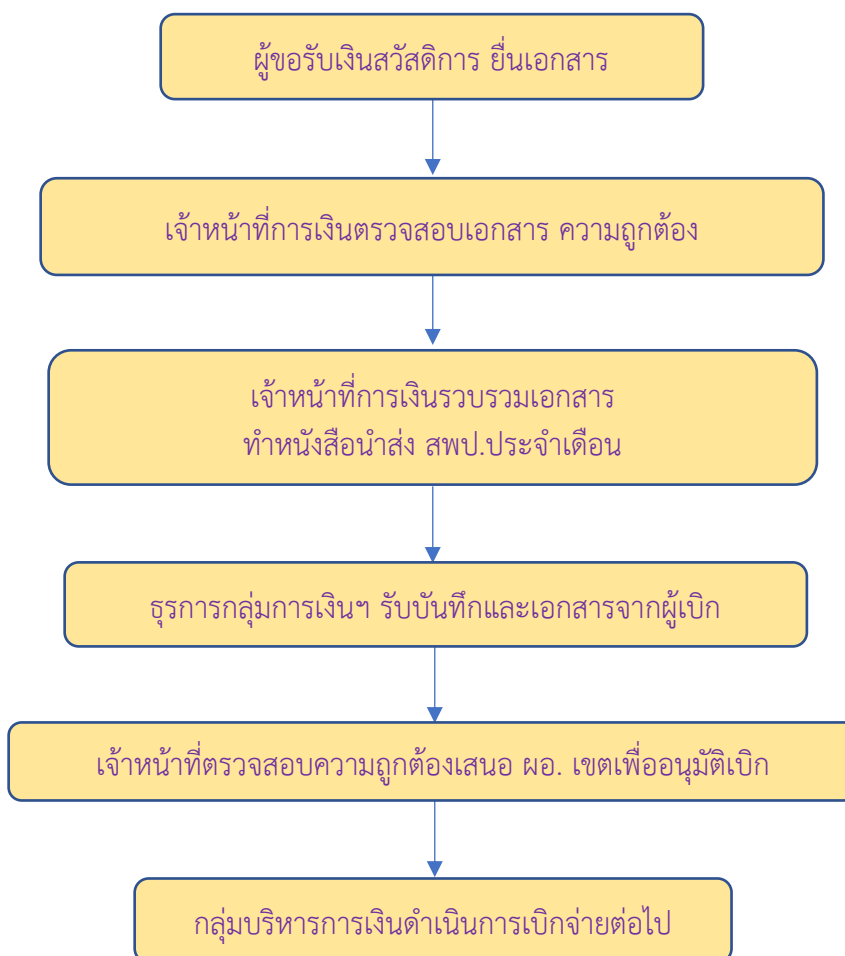 ผู้ขอรับเงินสวัสดิการ ยื่นเอกสาร
เจ้าหน้าที่การเงินตรวจสอบเอกสาร ความถูกต้อง
เจ้าหน้าที่การเงินรวบรวมเอกสาร
ทำหนังสือนำส่ง สพป.ประจำเดือน
ธุรการกลุ่มการเงินฯ รับบันทึกและเอกสารจากผู้เบิก
เจ้าหน้าที่ตรวจสอบความถูกต้องเสนอ ผอ. เขตเพื่ออนุมัติเบิก
กลุ่มบริหารการเงินดำเนินการเบิกจ่ายต่อไป